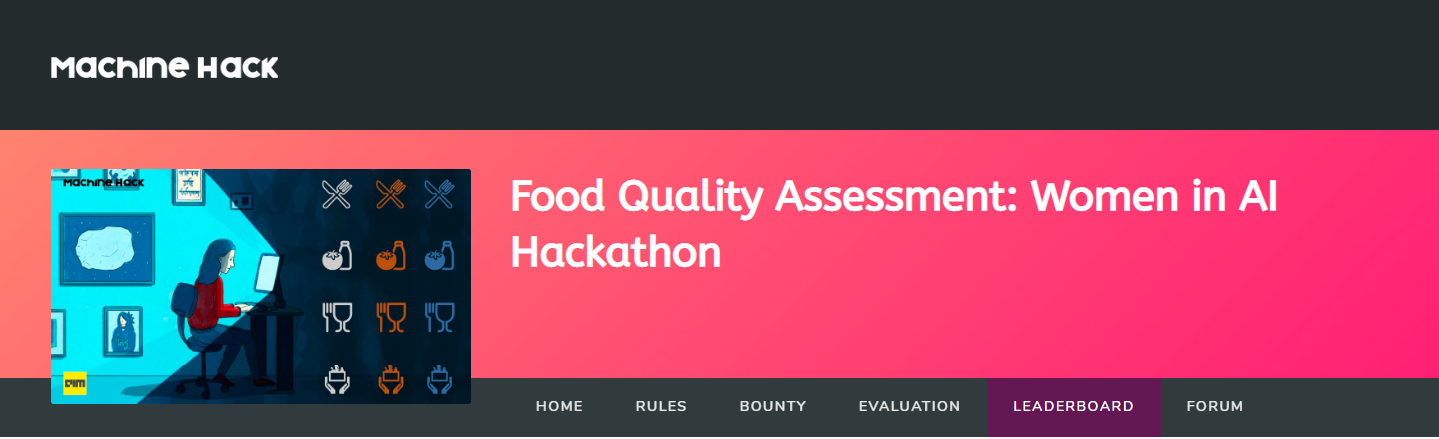 Machine Hack
Machine Hack
Food Quality Assessment: Women in AI
Hackathon
AIM
HOME RULES BOUNTY EVALUATION LEADERBOARD FORUM